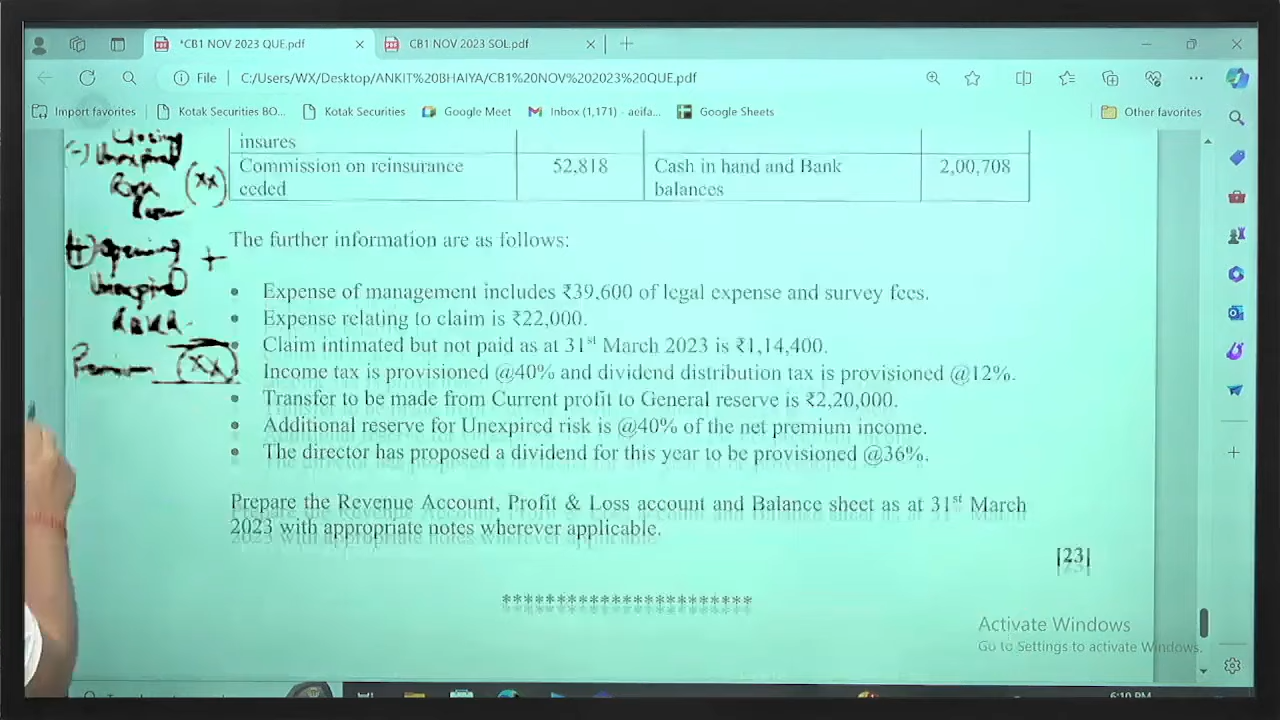 *CB1 NOV 2023 QUE.pdf
CB1 NOV 2023 SOL.pdf
File
C:/Users/WX/Desktop/ANKIT%20BHAIYA/CB1%20NOV%202023%20QUE.pdf
Import favorites
Kotak Securities BO...
Kotak Securities
Google Meet
Inbox (1,171) - aeifa...
Google Sheets
Other favorites
insures
Commission on reinsurance ceded
52,818
Cash in hand and Bank balances
2,00,708
Closing
(-) Unexpired
(XX)
(+) Opening +
Unexpired
Premium (XX)
The further information are as follows:
• Expense of management includes ₹39,600 of legal expense and survey fees.
• Expense relating to claim is ₹22,000.
• Claim intimated but not paid as at 31st March 2023 is ₹1,14,400.
• Income tax is provisioned @40% and dividend distribution tax is provisioned @12%.
• Transfer to be made from Current profit to General reserve is ₹2,20,000.
• Additional reserve for Unexpired risk is @40% of the net premium income.
• The director has proposed a dividend for this year to be provisioned @36%.
Prepare the Revenue Account, Profit & Loss account and Balance sheet as at 31st March
2023 with appropriate notes wherever applicable.
[23]
************************
Activate Windows
Go to Settings to activate Windows.
6:10 PM